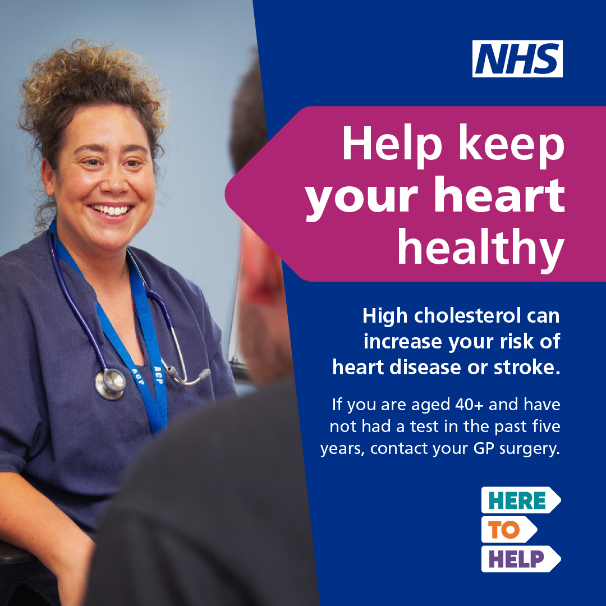 NHS
Help keep
your heart
healthy
High cholesterol can
increase your risk of
heart disease or stroke.
If you are aged 40+ and have
not had a test in the past five
years, contact your GP surgery.
HERE
TO
HELP